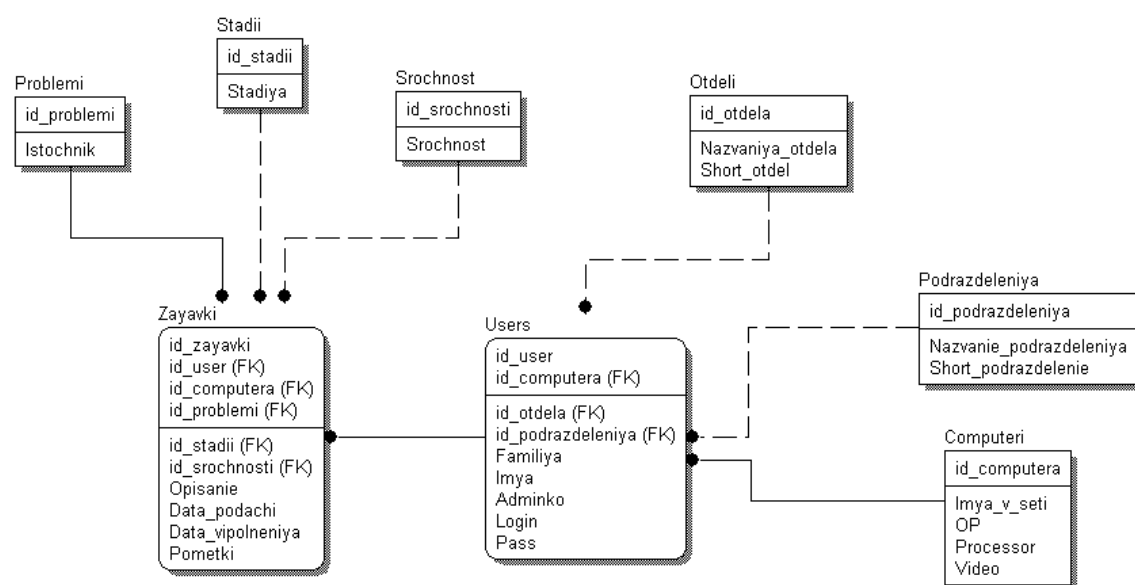 Stadii
id_stadii
Stadiya
Problemi
id_problemi
Istochnik
Srochnost
id_srochnosti
Srochnost
Otdeli
id_otdela
Nazvaniya_otdela
Short_otdel
Podrazdeleniya
id_podrazdeleniya
Nazvanie_podrazdeleniya
Short_podrazdelenie
Zayavki
id_zayavki
id_user (FK)
id_computera (FK)
id_problemi (FK)
id_stadii (FK)
id_srochnosti (FK)
Opisanie
Data_podachi
Data_vipolneniya
Pometki
Users
id_user
id_computera (FK)
id_otdela (FK)
id_podrazdeleniya (FK)
Familiya
Imya
Adminko
Login
Pass
Computeri
id_computera
Imya_v_seti
OP
Processor
Video